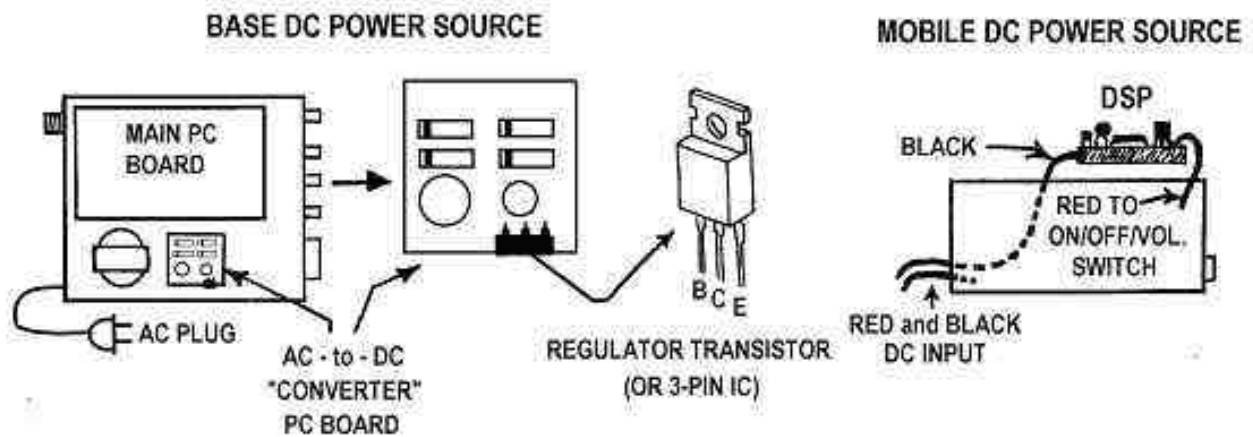 BASE DC POWER SOURCE
MAIN PC
BOARD
AC PLUG
AC - to - DC
"CONVERTER"
PC BOARD
B C E
REGULATOR TRANSISTOR
(OR 3-PIN IC)
MOBILE DC POWER SOURCE
DSP
BLACK
RED TO
ON/OFF/VOL.
SWITCH
RED and BLACK
DC INPUT